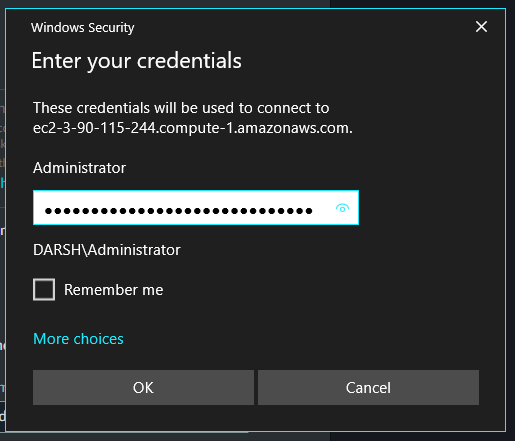 Windows Security
Enter your credentials
These credentials will be used to connect to
ec2-3-90-115-244.compute-1.amazonaws.com.
Administrator
●●●●●●●●●●●●●●●●●●●●●●●●●●●●●
DARSH\Administrator
Remember me
More choices
OK
Cancel